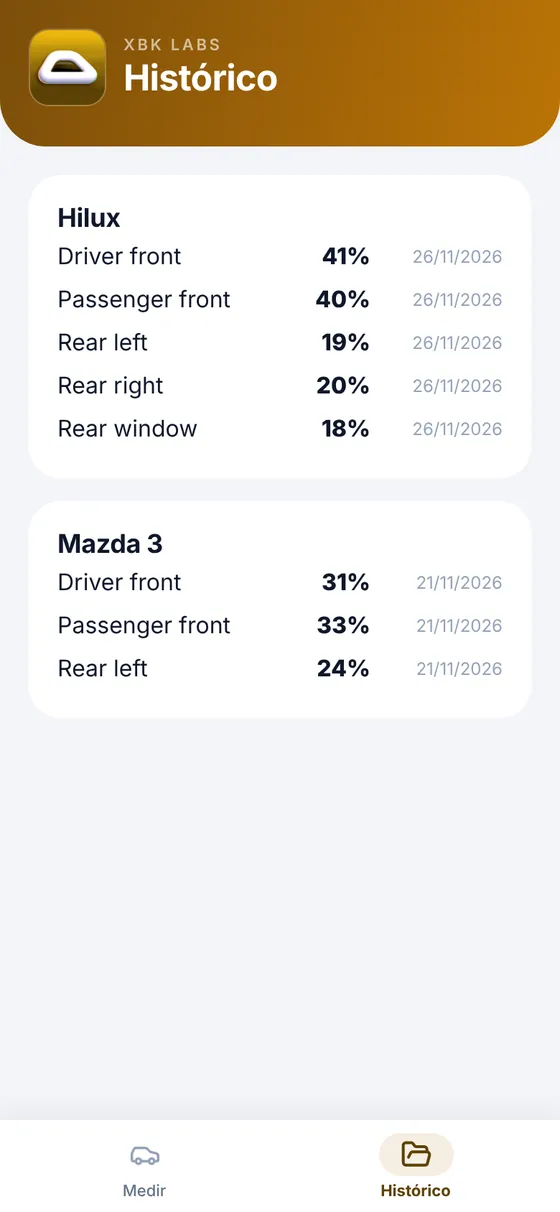 XBK LABS
Histórico
Hilux
Driver front 41% 26/11/2026
Passenger front 40% 26/11/2026
Rear left 19% 26/11/2026
Rear right 20% 26/11/2026
Rear window 18% 26/11/2026
Mazda 3
Driver front 31% 21/11/2026
Passenger front 33% 21/11/2026
Rear left 24% 21/11/2026
Medir Histórico